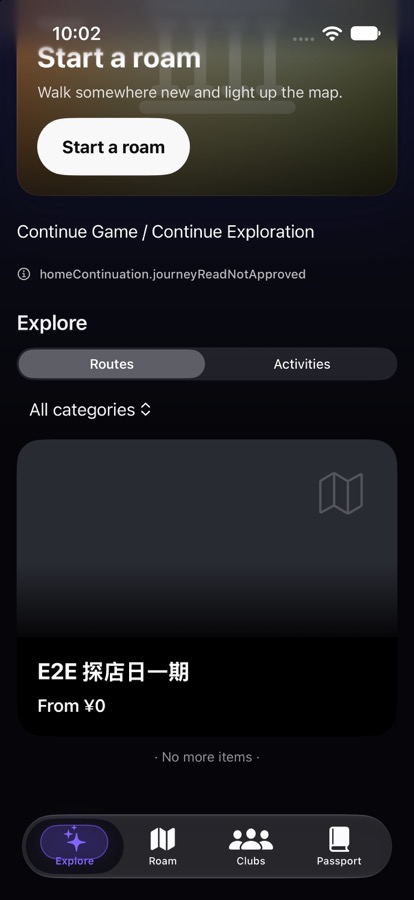 10:02
Start a roam
Walk somewhere new and light up the map.
Start a roam
Continue Game / Continue Exploration
homeContinuation.journeyReadNotApproved
Explore
Routes
Activities
All categories
E2E 探店日一期
From ¥0
· No more items ·
Explore
Roam
Clubs
Passport